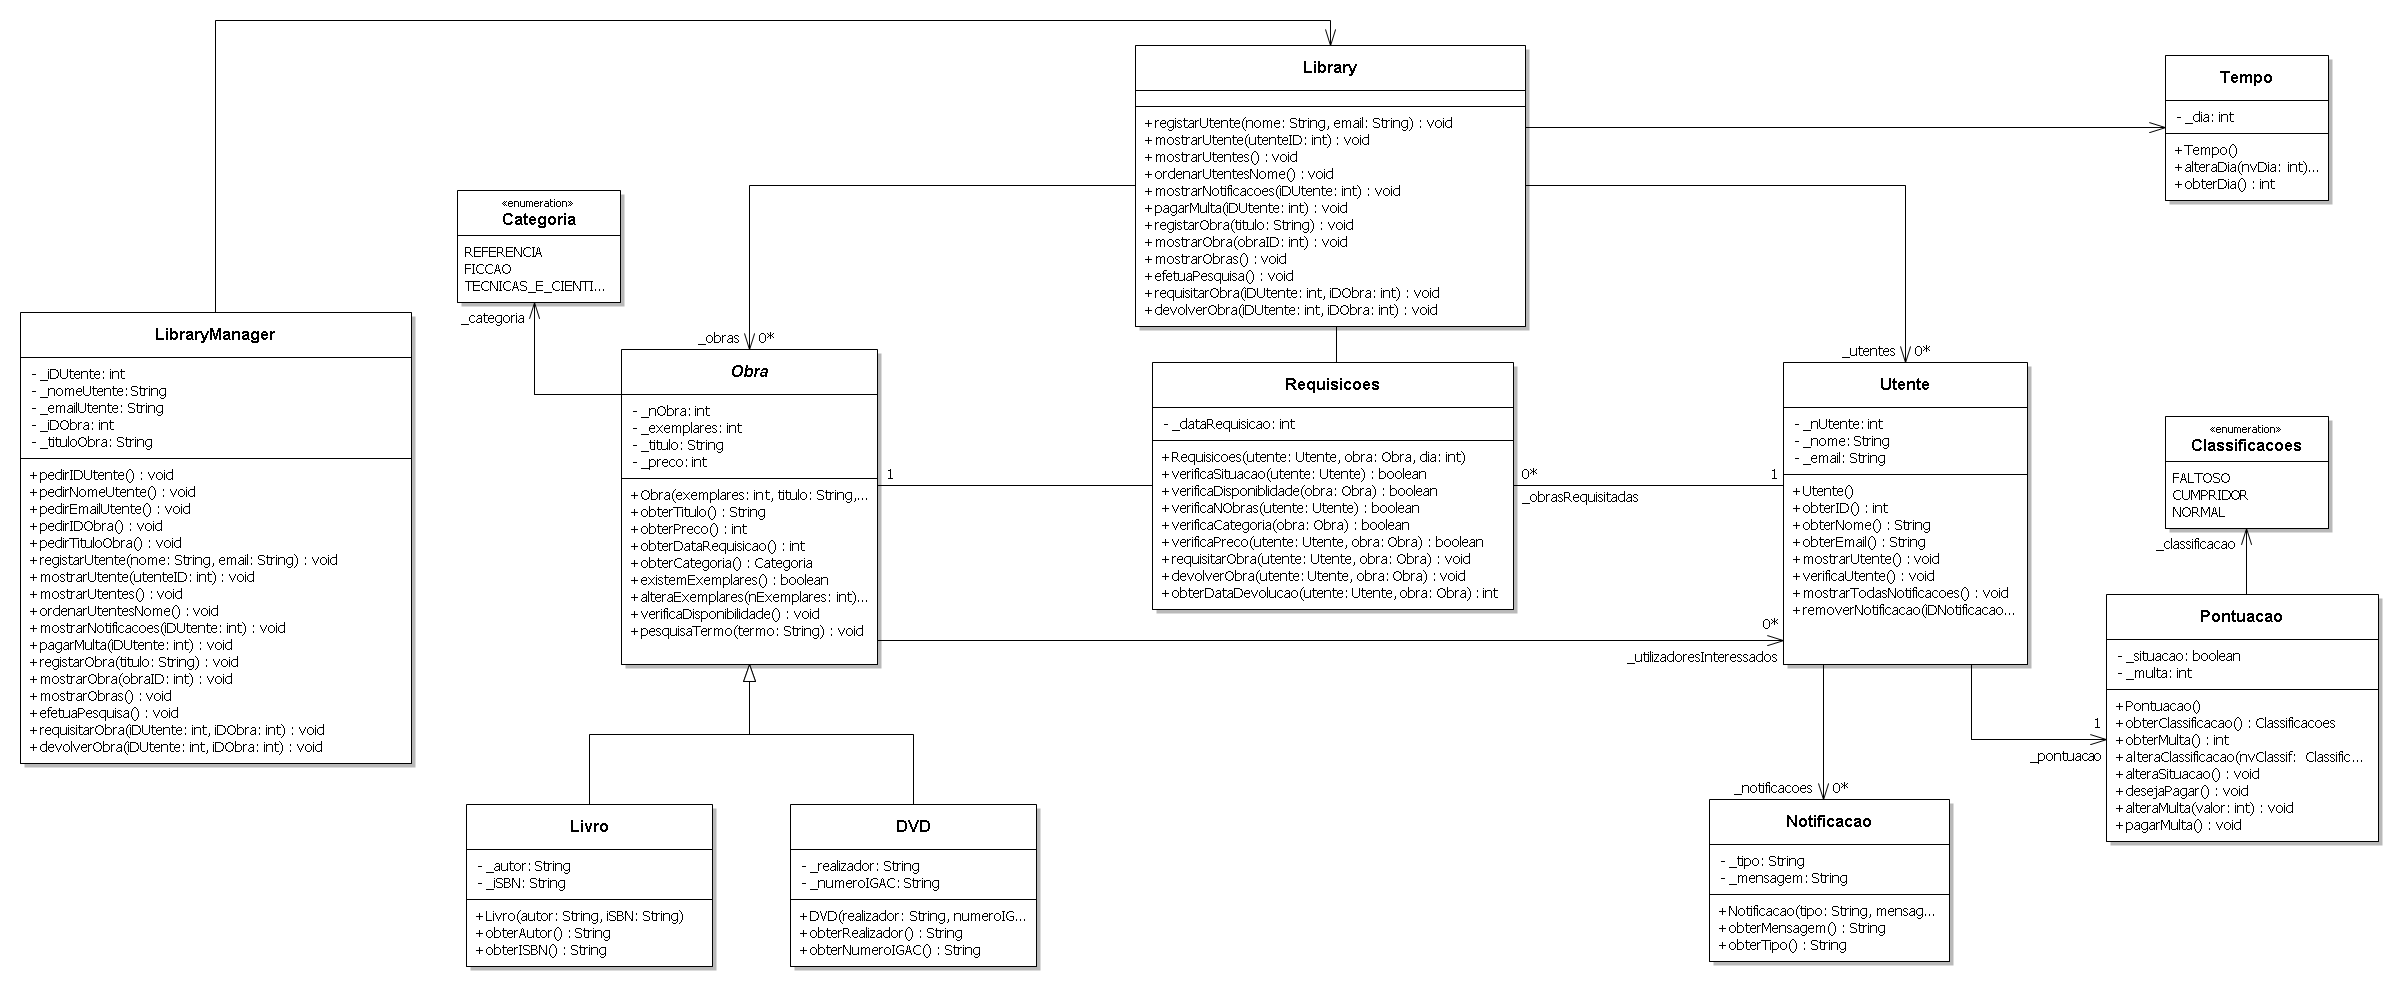 Library
+registarUtente(nome: String, email: String) : void
+mostrarUtente(utenteID: int) : void
+mostrarUtentes() : void
+ordenarUtentesNome() : void
+mostrarNotificacoes(iDUtente: int) : void
+pagarMulta(iDUtente: int) : void
+registarObra(titulo: String) : void
+mostrarObra(obraID: int) : void
+mostrarObras() : void
+efetuaPesquisa() : void
+requisitarObra(iDUtente: int, iDObra: int) : void
+devolverObra(iDUtente: int, iDObra: int) : void
Tempo
- _dia: int
+Tempo()
+alteraDia(nvDia: int)...
+obterDia() : int
«enumeration»
Categoria
REFERENCIA
FICCAO
TECNICAS_E_CIENTI...
_categoria
LibraryManager
- _iDUtente: int
- _nomeUtente: String
- _emailUtente: String
- _iDObra: int
- _tituloObra: String
+pedirIDUtente() : void
+pedirNomeUtente() : void
+pedirEmailUtente() : void
+pedirIDObra() : void
+pedirTituloObra() : void
+registarUtente(nome: String, email: String) : void
+mostrarUtente(utenteID: int) : void
+mostrarUtentes() : void
+ordenarUtentesNome() : void
+mostrarNotificacoes(iDUtente: int) : void
+pagarMulta(iDUtente: int) : void
+registarObra(titulo: String) : void
+mostrarObra(obraID: int) : void
+mostrarObras() : void
+efetuaPesquisa() : void
+requisitarObra(iDUtente: int, iDObra: int) : void
+devolverObra(iDUtente: int, iDObra: int) : void
_obras 0*
Obra
- _nObra: int
- _exemplares: int
- _titulo: String
- _preco: int
+Obra(exemplares: int, titulo: String,...
+obterTitulo() : String
+obterPreco() : int
+obterDataRequisicao() : int
+obterCategoria() : Categoria
+existemExemplares() : boolean
+alteraExemplares(nExemplares: int)...
+verificaDisponibilidade() : void
+pesquisaTermo(termo: String) : void
1
Requisicoes
- _dataRequisicao: int
+Requisicoes(utente: Utente, obra: Obra, dia: int)
+verificaSituacao(utente: Utente) : boolean
+verificaDisponiblidade(obra: Obra) : boolean
+verificaNObras(utente: Utente) : boolean
+verificaCategoria(obra: Obra) : boolean
+verificaPreco(utente: Utente, obra: Obra) : boolean
+requisitarObra(utente: Utente, obra: Obra) : void
+devolverObra(utente: Utente, obra: Obra) : void
+obterDataDevolucao(utente: Utente, obra: Obra) : int
0*
_obrasRequisitadas
1
_utentes 0*
Utente
- _nUtente: int
- _nome: String
- _email: String
+Utente()
+obterID() : int
+obterNome() : String
+obterEmail() : String
+mostrarUtente() : void
+verificaUtente() : void
+mostrarTodasNotificacoes() : void
+removerNotificacao(iDNotificacao...
0*
_utilizadoresInteressados
«enumeration»
Classificacoes
FALTOSO
CUMPRIDOR
NORMAL
_classificacao
Pontuacao
- _situacao: boolean
- _multa: int
+Pontuacao()
+obterClassificacao() : Classificacoes
+obterMulta() : int
+alteraClassificacao(nvClassif: Classific...
+alteraSituacao() : void
+desejaPagar() : void
+alteraMulta(valor: int) : void
+pagarMulta() : void
1
_pontuacao
Livro
- _autor: String
- _iSBN: String
+Livro(autor: String, iSBN: String)
+obterAutor() : String
+obterISBN() : String
DVD
- _realizador: String
- _numeroIGAC: String
+DVD(realizador: String, numeroIG...
+obterRealizador() : String
+obterNumeroIGAC() : String
_notificacoes 0*
Notificacao
- _tipo: String
- _mensagem: String
+Notificacao(tipo: String, mensag...
+obterMensagem() : String
+obterTipo() : String